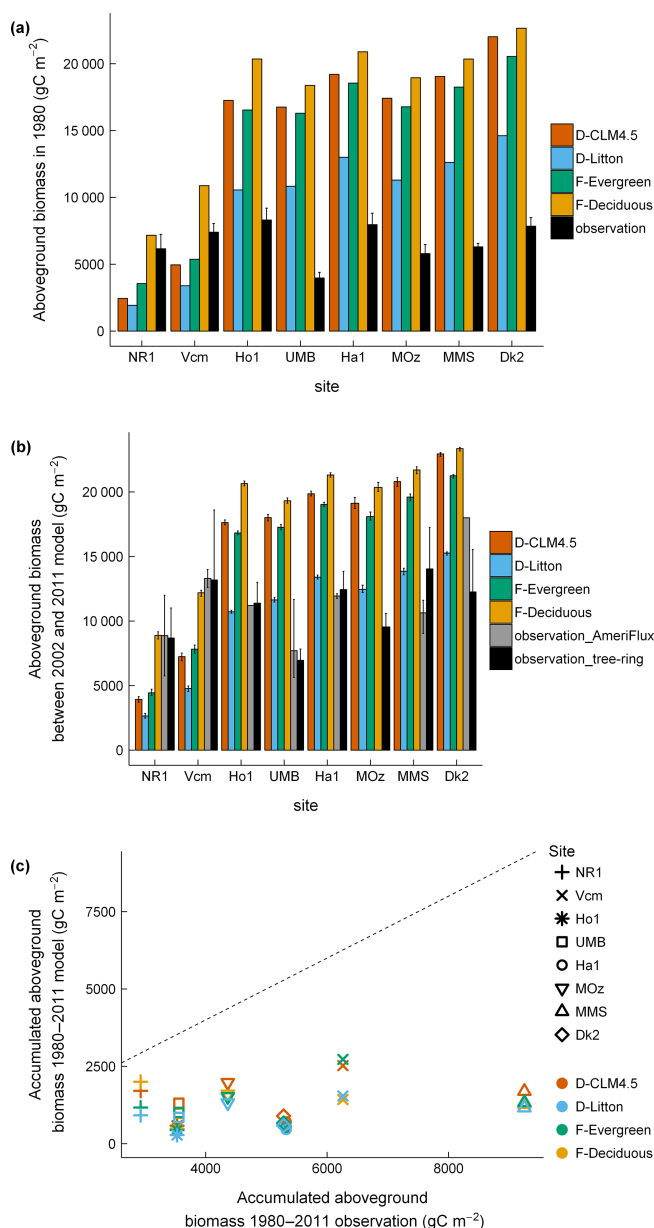 (a)
Aboveground biomass in 1980 (gC m−2)
20 000
15 000
10 000
5000
0
NR1 Vcm Ho1 UMB Ha1 MOz MMS Dk2
site
D-CLM4.5
D-Litton
F-Evergreen
F-Deciduous
observation
(b)
Aboveground biomass
between 2002 and 2011 model (gC m−2)
20 000
15 000
10 000
5000
0
NR1 Vcm Ho1 UMB Ha1 MOz MMS Dk2
site
D-CLM4.5
D-Litton
F-Evergreen
F-Deciduous
observation_AmeriFlux
observation_tree-ring
(c)
Accumulated aboveground
biomass 1980–2011 model (gC m−2)
7500
5000
2500
0
4000 6000 8000
Accumulated aboveground
biomass 1980–2011 observation (gC m−2)
Site
NR1
Vcm
Ho1
UMB
Ha1
MOz
MMS
Dk2
D-CLM4.5
D-Litton
F-Evergreen
F-Deciduous